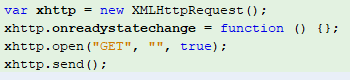 var xhttp = new XMLHttpRequest();
xhttp.onreadystatechange = function () {};
xhttp.open("GET", "", true);
xhttp.send();